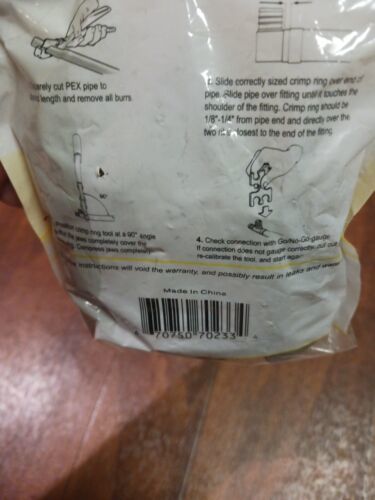 cut PEX pipe to
length and remove all burrs
Slide correctly sized crimp ring over end of
pipe. Slide pipe over fitting until it touches the
shoulder of the fitting. Crimp ring should be
1/8"-1/4" from pipe end and directly over the
two closest to the end of the fitting.
90°
crimp ring tool at a 90° angle
the jaws completely cover the
Compress jaws completely.
4. Check connection with Go/No-Go gauge.
If connection does not gauge correctly, cut out,
re-calibrate the tool, and start again.
instructions will void the warranty, and possibly result in leaks and
Made in China
70750-70233 4